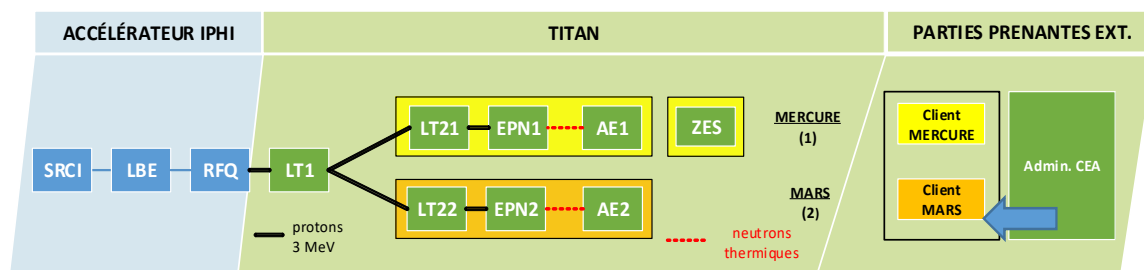 ACCÉLÉRATEUR IPHI
TITAN
PARTIES PRENANTES EXT.
LT21
EPN1
AE1
ZES
MERCURE
(1)
Client
MERCURE
SRCI
LBE
RFQ
LT1
Admin. CEA
LT22
EPN2
AE2
MARS
(2)
Client
MARS
protons
3 MeV
neutrons
thermiques